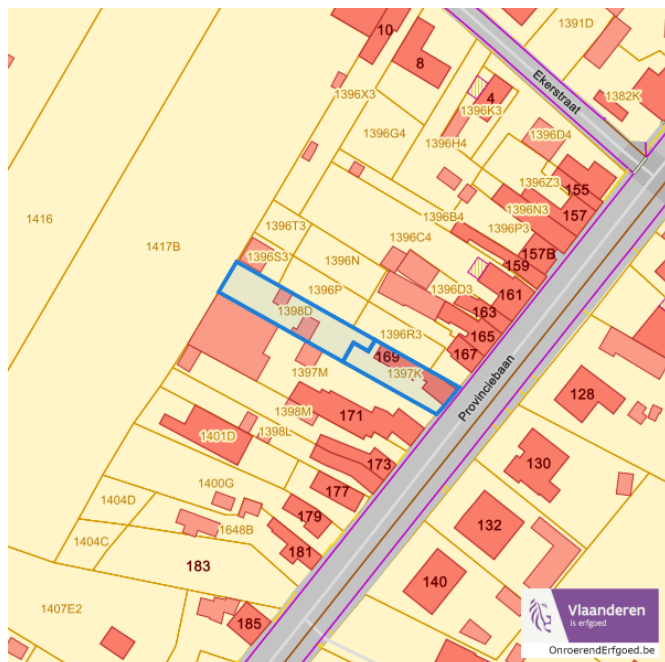 1391D
10
8
Ekerstraat
4
1382K
1396X3
1396K3
1396G4
1396H4
1396D4
1396Z3
155
1396N3
157
1416
1396B4
1396T3
1396P3
1396C4
1417B
157B
1396S3
1396N
159
1396P
1396D3
161
1398D
163
1396R3
165
169
167
Provinciebaan
1397M
1397K
128
1398M
171
1401D
1398L
173
130
1400G
177
1404D
179
132
1648B
1404C
181
183
140
1407E2
185
Vlaanderen
is erfgoed
OnroerendErfgoed.be